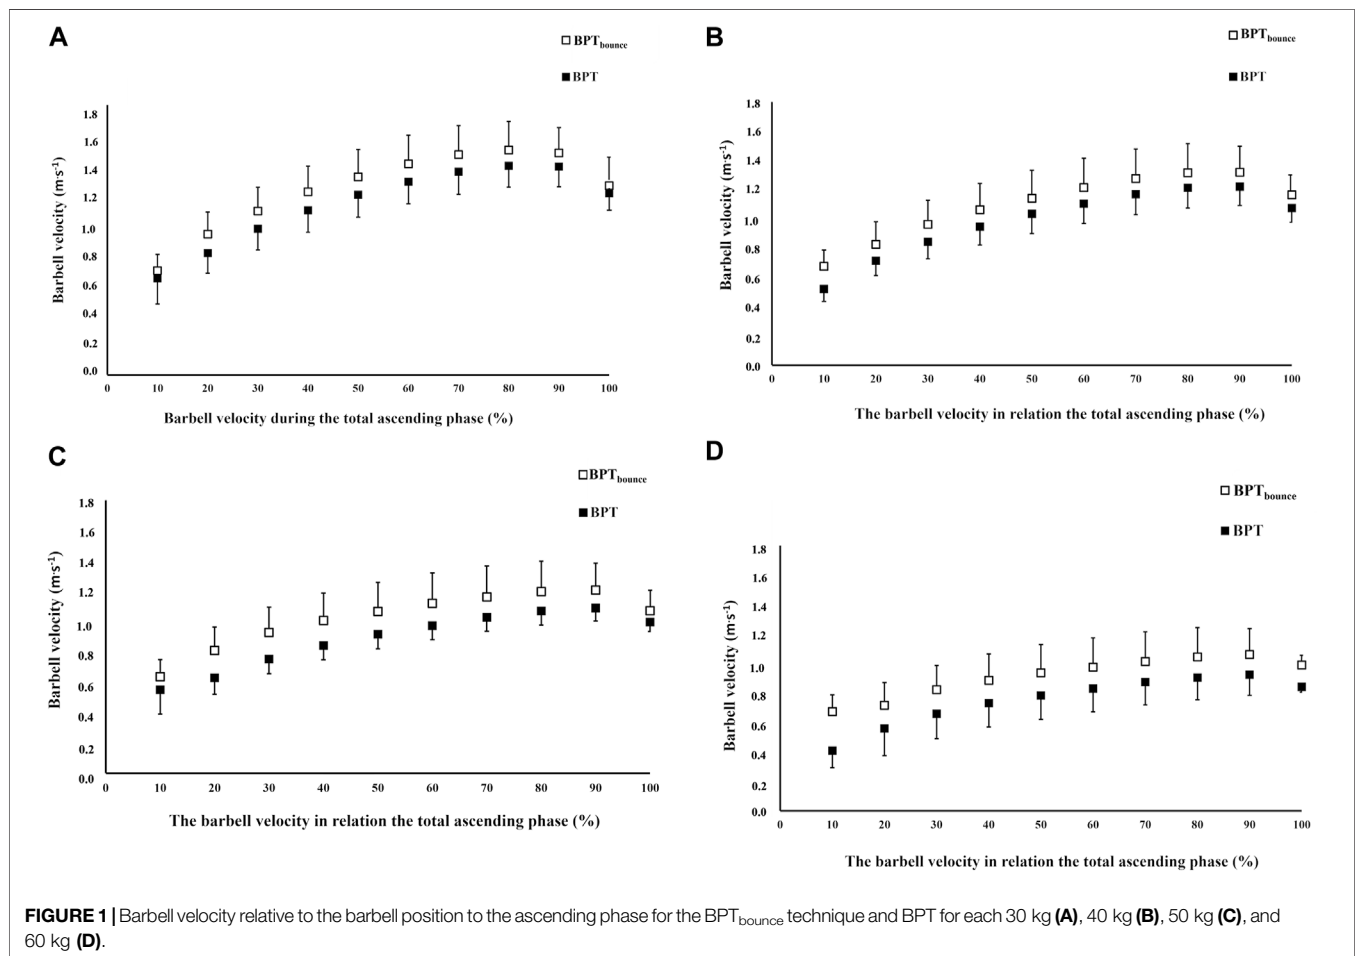 A
BPTbounce
BPT
1.8
1.6
1.4
1.2
1.0
0.8
0.6
0.4
0.2
0.0
Barbell velocity (m·s-1)
0 10 20 30 40 50 60 70 80 90 100
Barbell velocity during the total ascending phase (%)
B
BPTbounce
BPT
1.8
1.6
1.4
1.2
1.0
0.8
0.6
0.4
0.2
0.0
Barbell velocity (m·s-1)
0 10 20 30 40 50 60 70 80 90 100
The barbell velocity in relation the total ascending phase (%)
C
BPTbounce
BPT
1.8
1.6
1.4
1.2
1.0
0.8
0.6
0.4
0.2
0.0
Barbell velocity (m·s-1)
0 10 20 30 40 50 60 70 80 90 100
The barbell velocity in relation the total ascending phase (%)
D
BPTbounce
BPT
1.8
1.6
1.4
1.2
1.0
0.8
0.6
0.4
0.2
0.0
Barbell velocity (m·s-1)
0 10 20 30 40 50 60 70 80 90 100
The barbell velocity in relation the total ascending phase (%)
FIGURE 1 | Barbell velocity relative to the barbell position to the ascending phase for the BPTbounce technique and BPT for each 30 kg (A), 40 kg (B), 50 kg (C), and
60 kg (D).